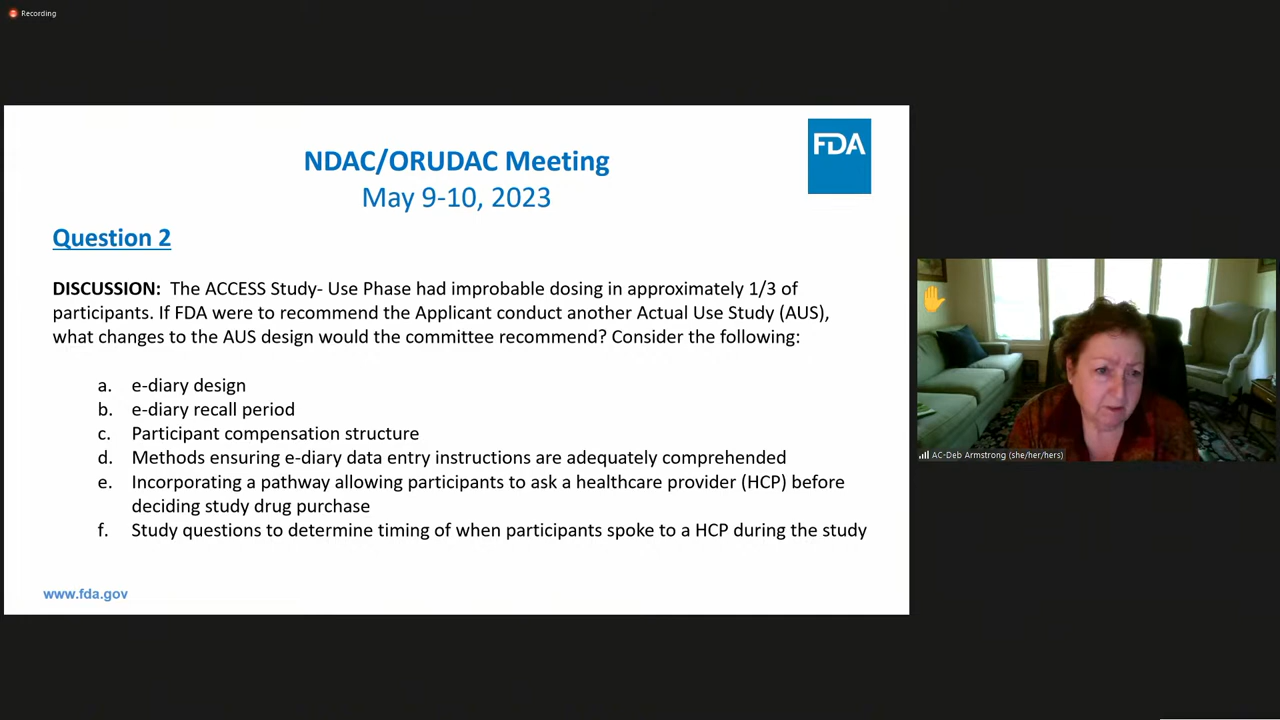 Recording
FDA
NDAC/ORUDAC Meeting
May 9-10, 2023
Question 2
DISCUSSION: The ACCESS Study- Use Phase had improbable dosing in approximately 1/3 of
participants. If FDA were to recommend the Applicant conduct another Actual Use Study (AUS),
what changes to the AUS design would the committee recommend? Consider the following:
a. e-diary design
b. e-diary recall period
c. Participant compensation structure
d. Methods ensuring e-diary data entry instructions are adequately comprehended
e. Incorporating a pathway allowing participants to ask a healthcare provider (HCP) before
deciding study drug purchase
f. Study questions to determine timing of when participants spoke to a HCP during the study
www.fda.gov
AC-Deb Armstrong (she/her/hers)